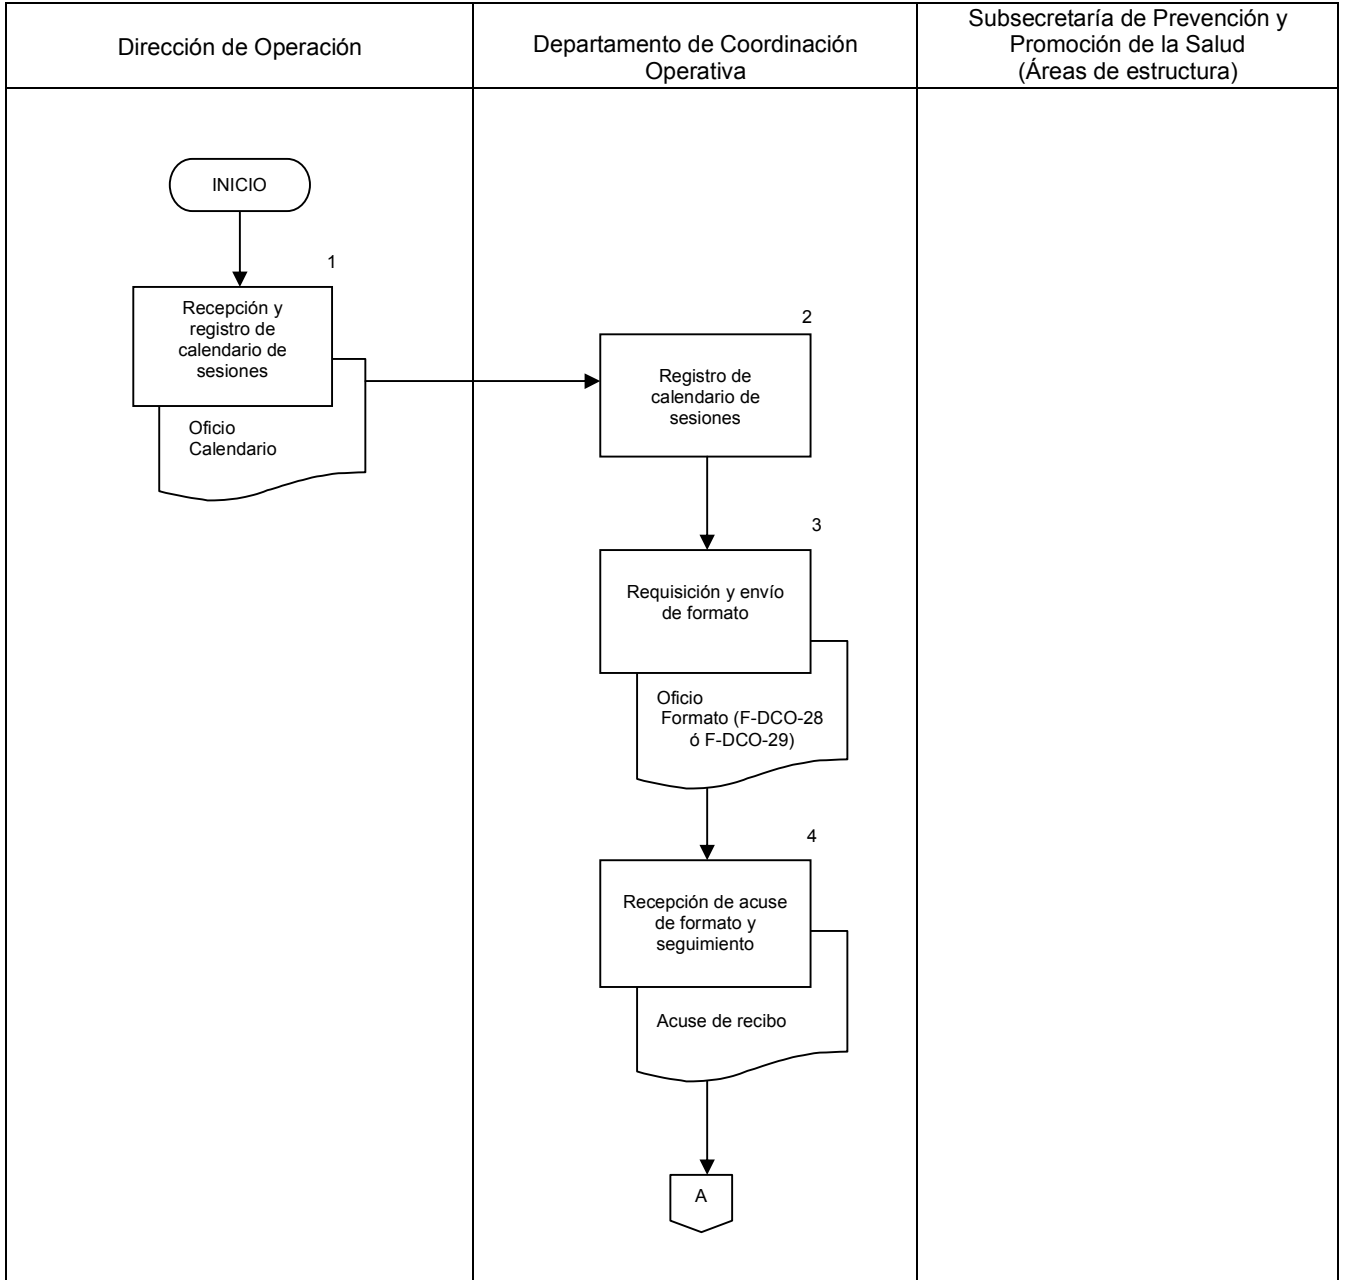 Dirección de Operación
Departamento de Coordinación
Operativa
Subsecretaría de Prevención y
Promoción de la Salud
(Áreas de estructura)
INICIO
1
Recepción y
registro de
calendario de
sesiones
Oficio
Calendario
2
Registro de
calendario de
sesiones
3
Requisición y envío
de formato
Oficio
Formato (F-DCO-28
ó F-DCO-29)
4
Recepción de acuse
de formato y
seguimiento
Acuse de recibo
A